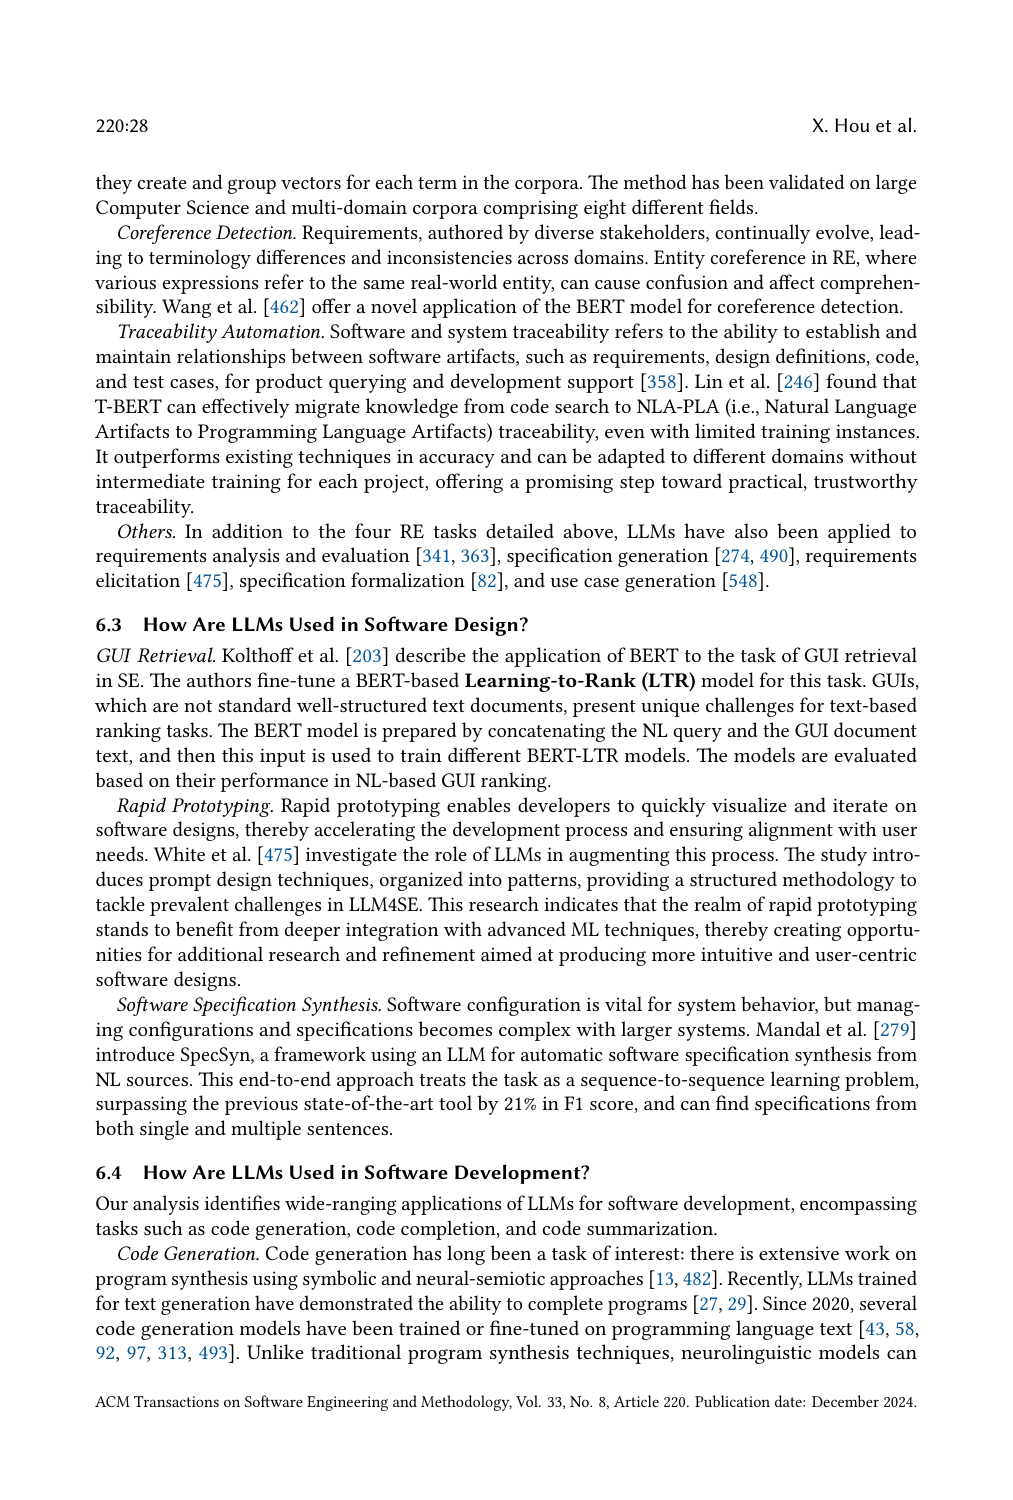 220:28 X. Hou et al.
they create and group vectors for each term in the corpora. The method has been validated on large
Computer Science and multi-domain corpora comprising eight different fields.
Coreference Detection. Requirements, authored by diverse stakeholders, continually evolve, lead-
ing to terminology differences and inconsistencies across domains. Entity coreference in RE, where
various expressions refer to the same real-world entity, can cause confusion and affect comprehen-
sibility. Wang et al. [462] offer a novel application of the BERT model for coreference detection.
Traceability Automation. Software and system traceability refers to the ability to establish and
maintain relationships between software artifacts, such as requirements, design definitions, code,
and test cases, for product querying and development support [358]. Lin et al. [246] found that
T-BERT can effectively migrate knowledge from code search to NLA-PLA (i.e., Natural Language
Artifacts to Programming Language Artifacts) traceability, even with limited training instances.
It outperforms existing techniques in accuracy and can be adapted to different domains without
intermediate training for each project, offering a promising step toward practical, trustworthy
traceability.
Others. In addition to the four RE tasks detailed above, LLMs have also been applied to
requirements analysis and evaluation [341, 363], specification generation [274, 490], requirements
elicitation [475], specification formalization [82], and use case generation [548].
6.3 How Are LLMs Used in Software Design?
GUI Retrieval. Kolthoff et al. [203] describe the application of BERT to the task of GUI retrieval
in SE. The authors fine-tune a BERT-based Learning-to-Rank (LTR) model for this task. GUIs,
which are not standard well-structured text documents, present unique challenges for text-based
ranking tasks. The BERT model is prepared by concatenating the NL query and the GUI document
text, and then this input is used to train different BERT-LTR models. The models are evaluated
based on their performance in NL-based GUI ranking.
Rapid Prototyping. Rapid prototyping enables developers to quickly visualize and iterate on
software designs, thereby accelerating the development process and ensuring alignment with user
needs. White et al. [475] investigate the role of LLMs in augmenting this process. The study intro-
duces prompt design techniques, organized into patterns, providing a structured methodology to
tackle prevalent challenges in LLM4SE. This research indicates that the realm of rapid prototyping
stands to benefit from deeper integration with advanced ML techniques, thereby creating opportu-
nities for additional research and refinement aimed at producing more intuitive and user-centric
software designs.
Software Specification Synthesis. Software configuration is vital for system behavior, but manag-
ing configurations and specifications becomes complex with larger systems. Mandal et al. [279]
introduce SpecSyn, a framework using an LLM for automatic software specification synthesis from
NL sources. This end-to-end approach treats the task as a sequence-to-sequence learning problem,
surpassing the previous state-of-the-art tool by 21% in F1 score, and can find specifications from
both single and multiple sentences.
6.4 How Are LLMs Used in Software Development?
Our analysis identifies wide-ranging applications of LLMs for software development, encompassing
tasks such as code generation, code completion, and code summarization.
Code Generation. Code generation has long been a task of interest: there is extensive work on
program synthesis using symbolic and neural-semiotic approaches [13, 482]. Recently, LLMs trained
for text generation have demonstrated the ability to complete programs [27, 29]. Since 2020, several
code generation models have been trained or fine-tuned on programming language text [43, 58,
92, 97, 313, 493]. Unlike traditional program synthesis techniques, neurolinguistic models can
ACM Transactions on Software Engineering and Methodology, Vol. 33, No. 8, Article 220. Publication date: December 2024.